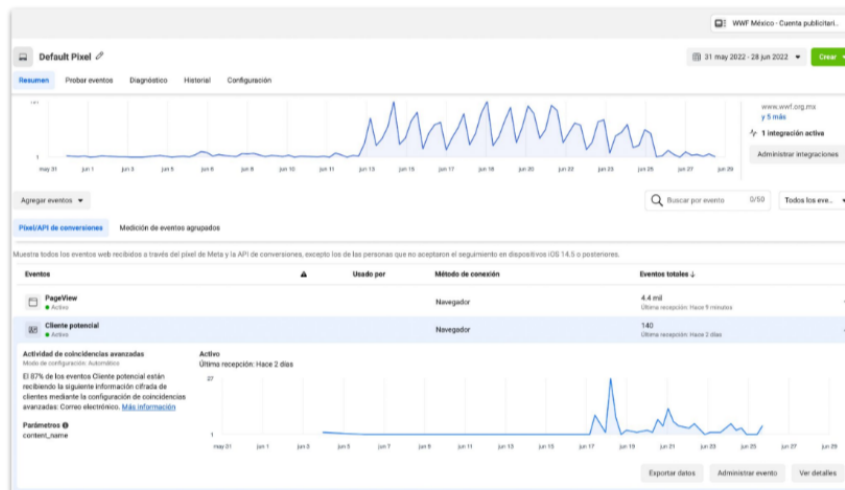 WWF México - Cuenta publicitari...
Default Pixel
31 may 2022 - 28 jun 2022
Crear
Resumen
Probar eventos
Diagnóstico
Historial
Configuración
1
may 31
jun 1
jun 3
jun 5
jun 6
jun 8
jun 10
jun 11
jun 13
jun 15
jun 17
jun 18
jun 20
jun 22
jun 23
jun 25
jun 27
jun 29
www.wwf.org.mx
y 5 más
1 integración activa
Administrar integraciones
Agregar eventos
Buscar por evento
0/50
Todos los eve...
Pixel/API de conversiones
Medición de eventos agrupados
Muestra todos los eventos web recibidos a través del píxel de Meta y la API de conversiones, excepto los de las personas que no aceptaron el seguimiento en dispositivos iOS 14.5 o posteriores.
Eventos
Usado por
Método de conexión
Eventos totales ↓
PageView
Activo
Navegador
4.4 mil
Última recepción: Hace 9 minutos
Cliente potencial
Activo
Navegador
140
Última recepción: Hace 2 días
Actividad de coincidencias avanzadas
Modo de configuración: Automático
El 87% de los eventos Cliente potencial están
recibiendo la siguiente información cifrada de
clientes mediante la configuración de coincidencias
avanzadas: Correo electrónico. Más información
Parámetros
content_name
Activo
Última recepción: Hace 2 días
27
1
may 31
jun 1
jun 3
jun 5
jun 7
jun 9
jun 11
jun 13
jun 15
jun 17
jun 19
jun 21
jun 23
jun 25
jun 27
jun 29
Exportar datos
Administrar evento
Ver detalles